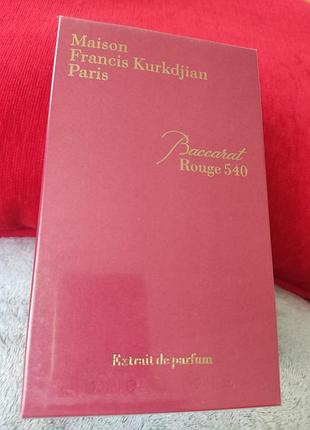 Maison
Francis Kurkdjian
Paris
Baccarat
Rouge 540
Extrait de parfum